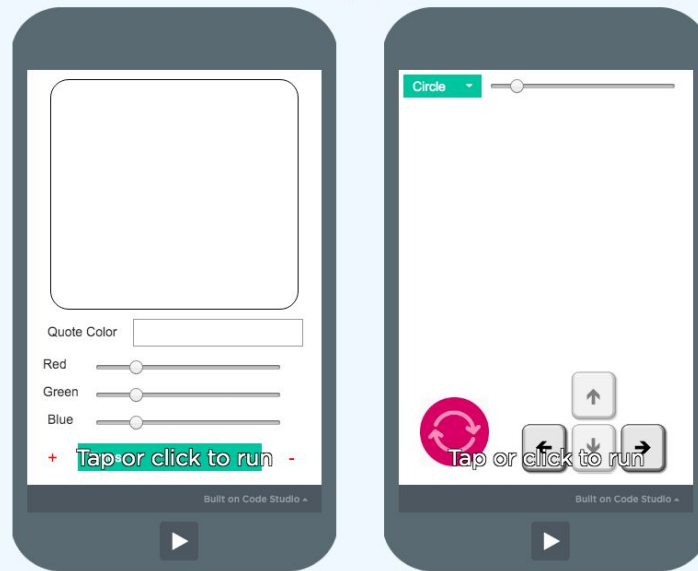 Quote Color
Red
Green
Blue
+
Tap or click to run
-
Built on Code Studio
Circle
Tap or click to run
Built on Code Studio